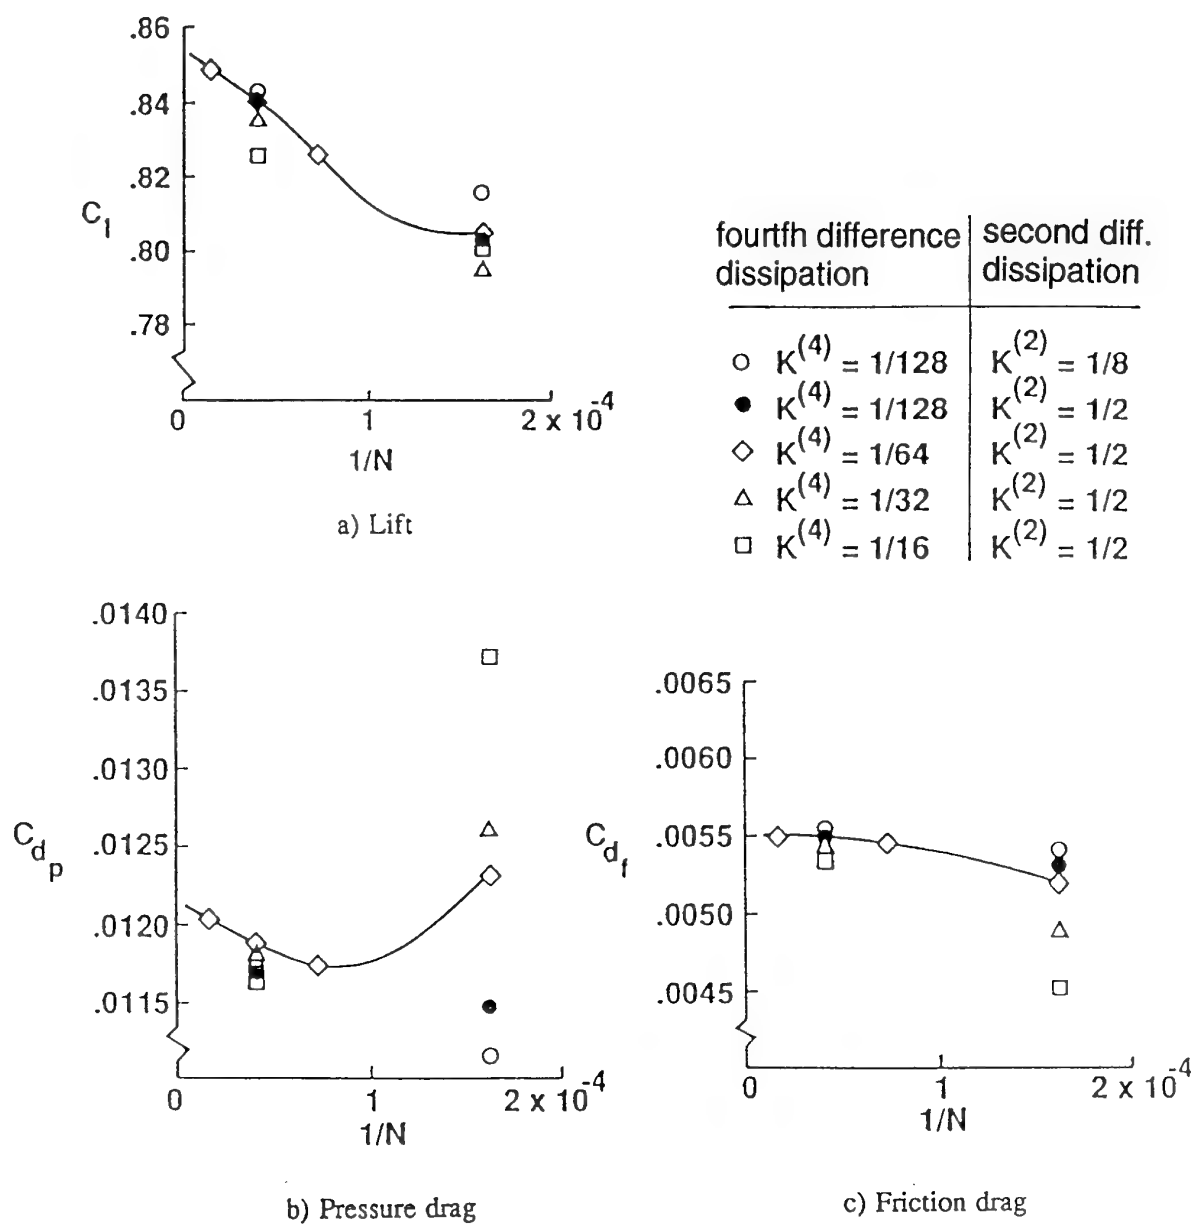 .86
.84
.82
C_l
.80
.78
0 1 2 x 10^-4
1/N
a) Lift
fourtfh difference dissipation | second diff. dissipation
○ K^(4) = 1/128 K^(2) = 1/8
● K^(4) = 1/128 K^(2) = 1/2
◇ K^(4) = 1/64 K^(2) = 1/2
△ K^(4) = 1/32 K^(2) = 1/2
□ K^(4) = 1/16 K^(2) = 1/2
.0140
.0135
.0130
C_d_p
.0125
.0120
.0115
0 1 2 x 10^-4
1/N
b) Pressure drag
.0065
.0060
C_d_f
.0055
.0050
.0045
0 1 2 x 10^-4
1/N
c) Friction drag